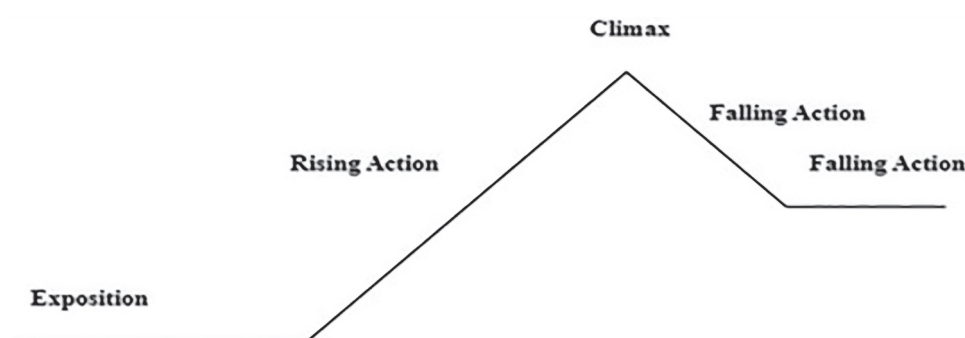 Climax
Falling Action
Rising Action
Falling Action
Exposition